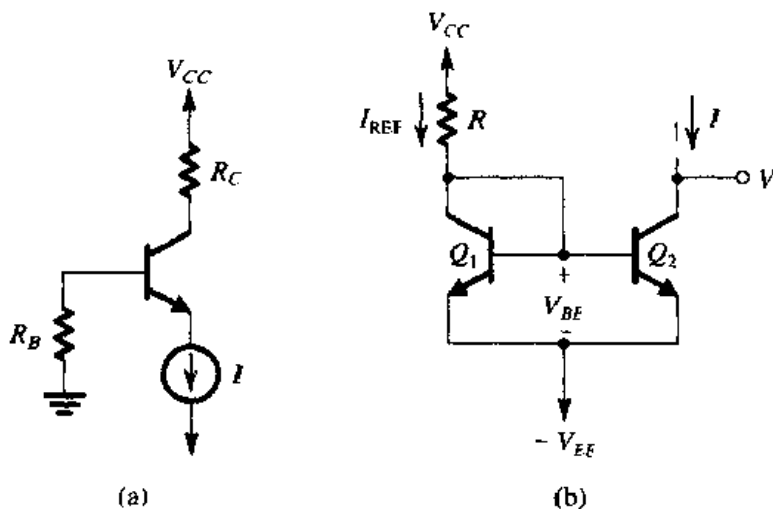 V_CC
R_C
R_B
I
(a)
V_CC
I_REF
R
I
V
Q_1
Q_2
+
V_BE
-
- V_EE
(b)